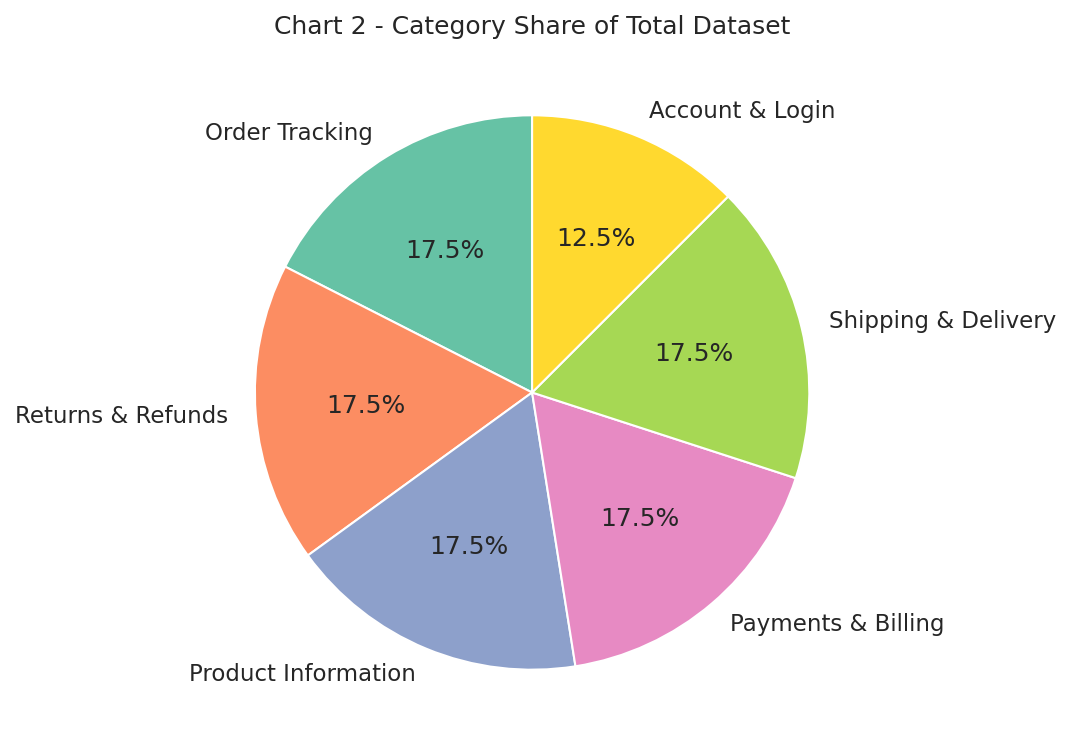 Chart 2 - Category Share of Total Dataset
Account & Login
Order Tracking
12.5%
17.5%
Shipping & Delivery
17.5%
17.5%
Returns & Refunds
17.5%
17.5%
Payments & Billing
Product Information